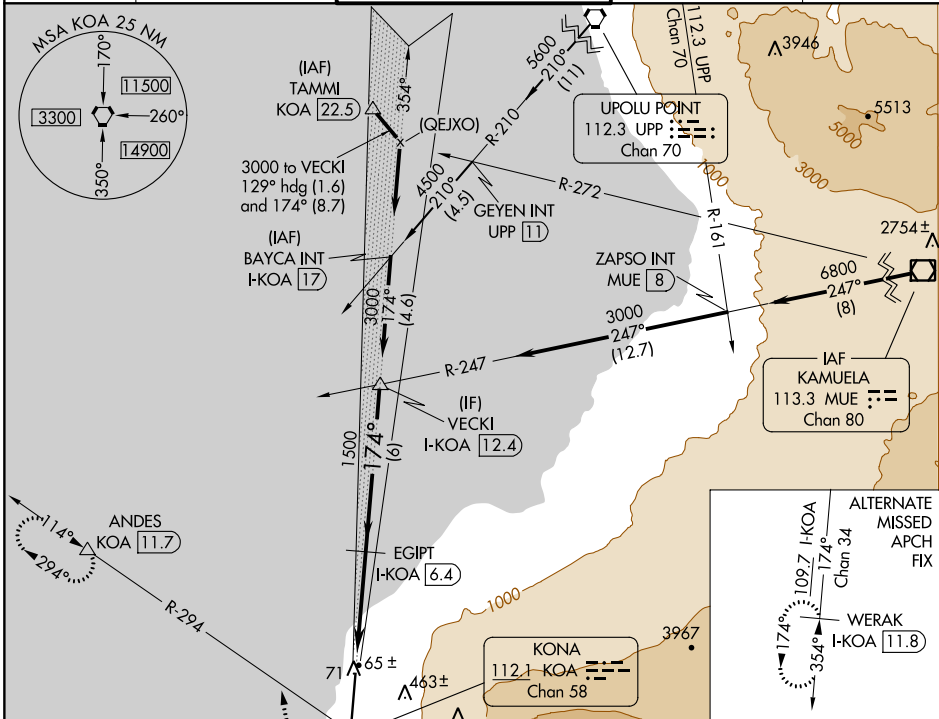 MSA KOA 25 NM
170°
11500
3300
260°
14900
350°
(IAF)
TAMMI
KOA 22.5
354°
(QEJXO)
3000 to VECKI
129° hdg (1.6)
and 174° (8.7)
5600
210°
(11)
R-210
4500
210°
(4.5)
GEYEN INT
UPP 11
112.3 UPP
Chan 70
UPOLU POINT
112.3 UPP
Chan 70
3946
5513
5000
3000
1000
R-272
R-161
2754±
(IAF)
BAYCA INT
I-KOA 17
ZAPSO INT
MUE 8
6800
247°
(8)
3000
174°
(4.6)
3000
247°
(12.7)
R-247
IAF
KAMUELA
113.3 MUE
Chan 80
(IF)
VECKI
I-KOA 12.4
1500
174°
(6)
ANDES
KOA 11.7
114°
294°
R-294
EGIPT
I-KOA 6.4
1000
71
65±
463±
KONA
112.1 KOA
Chan 58
3967
ALTERNATE
MISSED
APCH
FIX
109.7 I-KOA
174°
Chan 34
174°
354°
WERAK
I-KOA 11.8